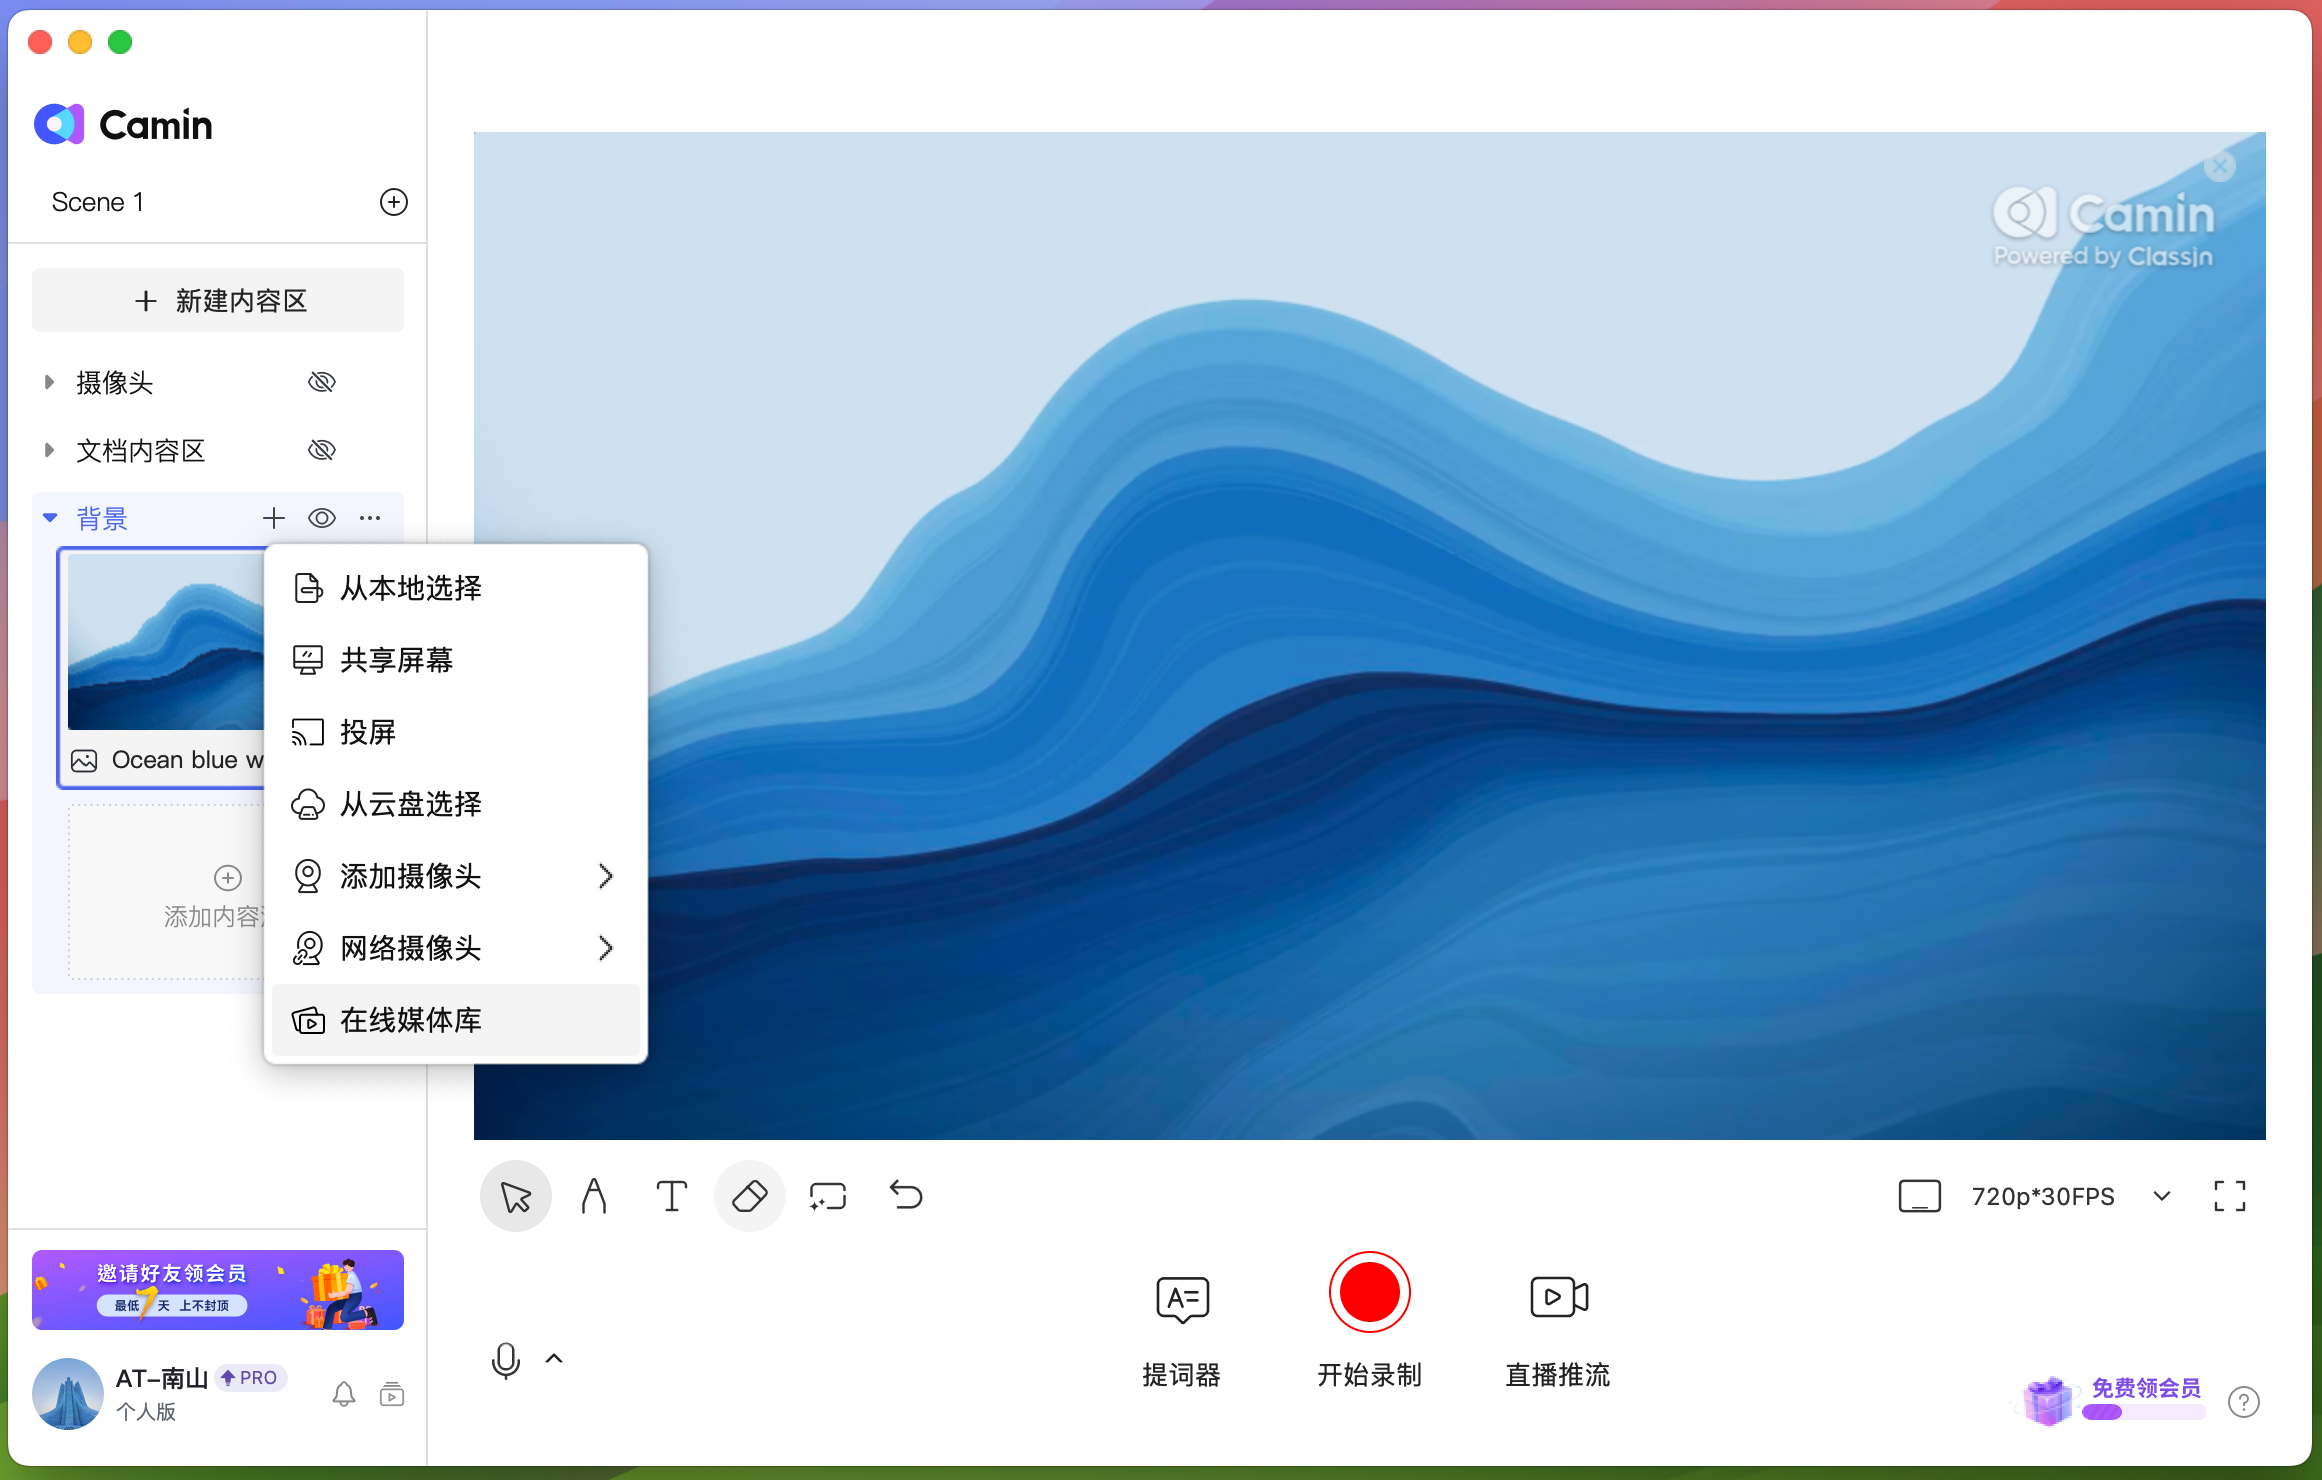 Camin
Scene 1
新建内容区
摄像头
文档内容区
背景
Ocean blue w
添加内容
从本地选择
共享屏幕
投屏
从云盘选择
添加摄像头
网络摄像头
在线媒体库
Camin
Powered by ClassIn
720p*30FPS
提词器
开始录制
直播推流
邀请好友领会员
最低7天 上不封顶
AT-南山 PRO
个人版
免费领会员